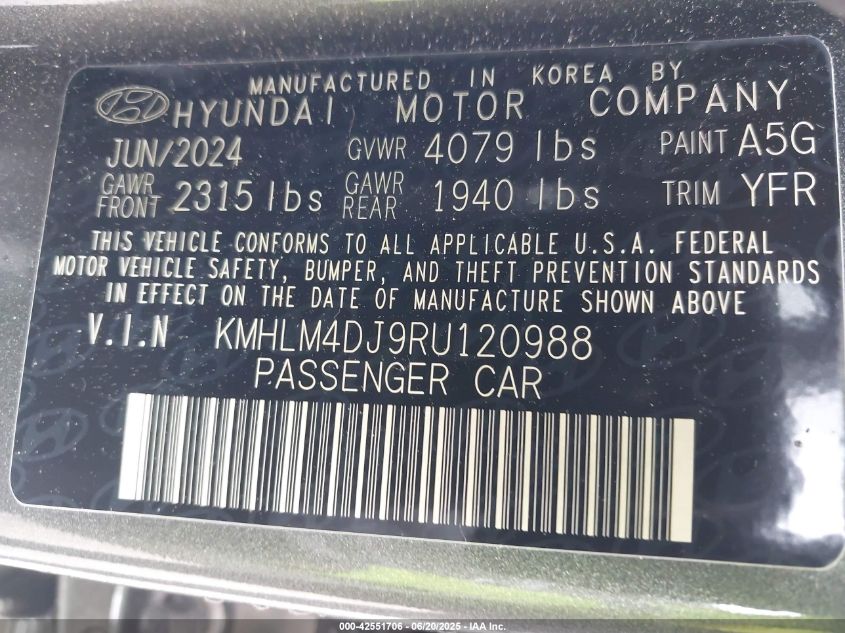 MANUFACTURED IN KOREA BY
HYUNDAI MOTOR COMPANY
JUN/2024 GVWR 4079 lbs PAINT A5G
GAWR FRONT 2315 lbs GAWR REAR 1940 lbs TRIM YFR
THIS VEHICLE CONFORMS TO ALL APPLICABLE U.S.A. FEDERAL
MOTOR VEHICLE SAFETY, BUMPER, AND THEFT PREVENTION STANDARDS
IN EFFECT ON THE DATE OF MANUFACTURE SHOWN ABOVE
V.I.N KMHLM4DJ9RU120988
PASSENGER CAR
000-42551706 - 06/20/2025 - IAA Inc.